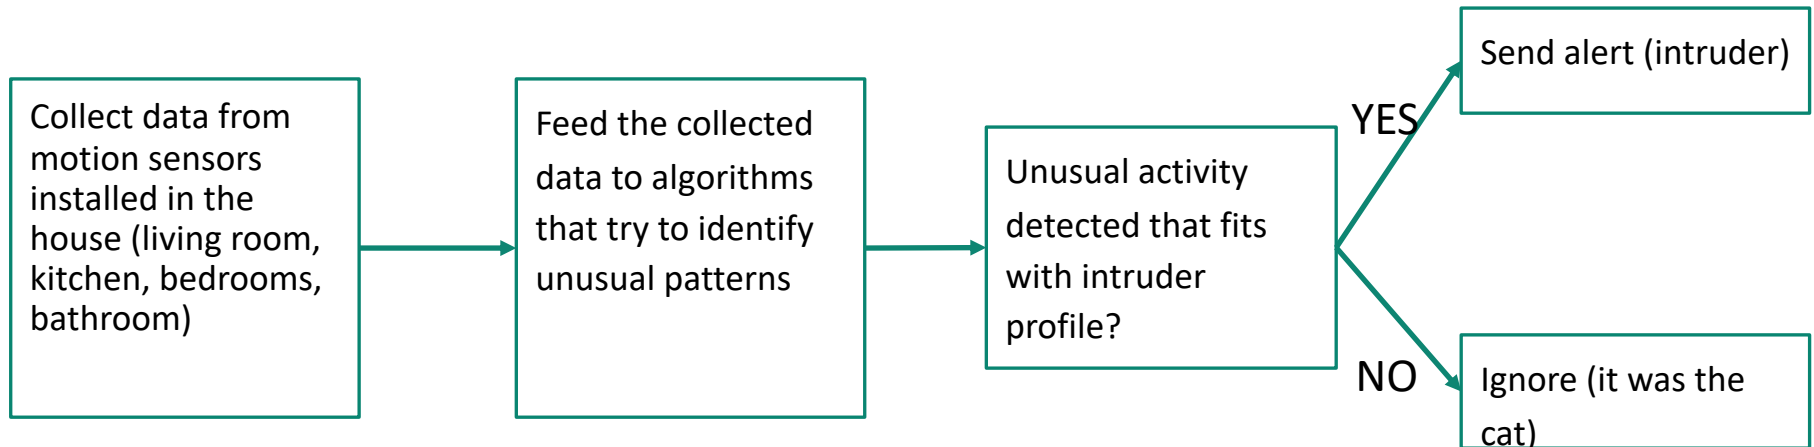 Collect data from
motion sensors
installed in the
house (living room,
kitchen, bedrooms,
bathroom)
Feed the collected
data to algorithms
that try to identify
unusual patterns
Unusual activity
detected that fits
with intruder
profile?
YES
Send alert (intruder)
NO
Ignore (it was the
cat)